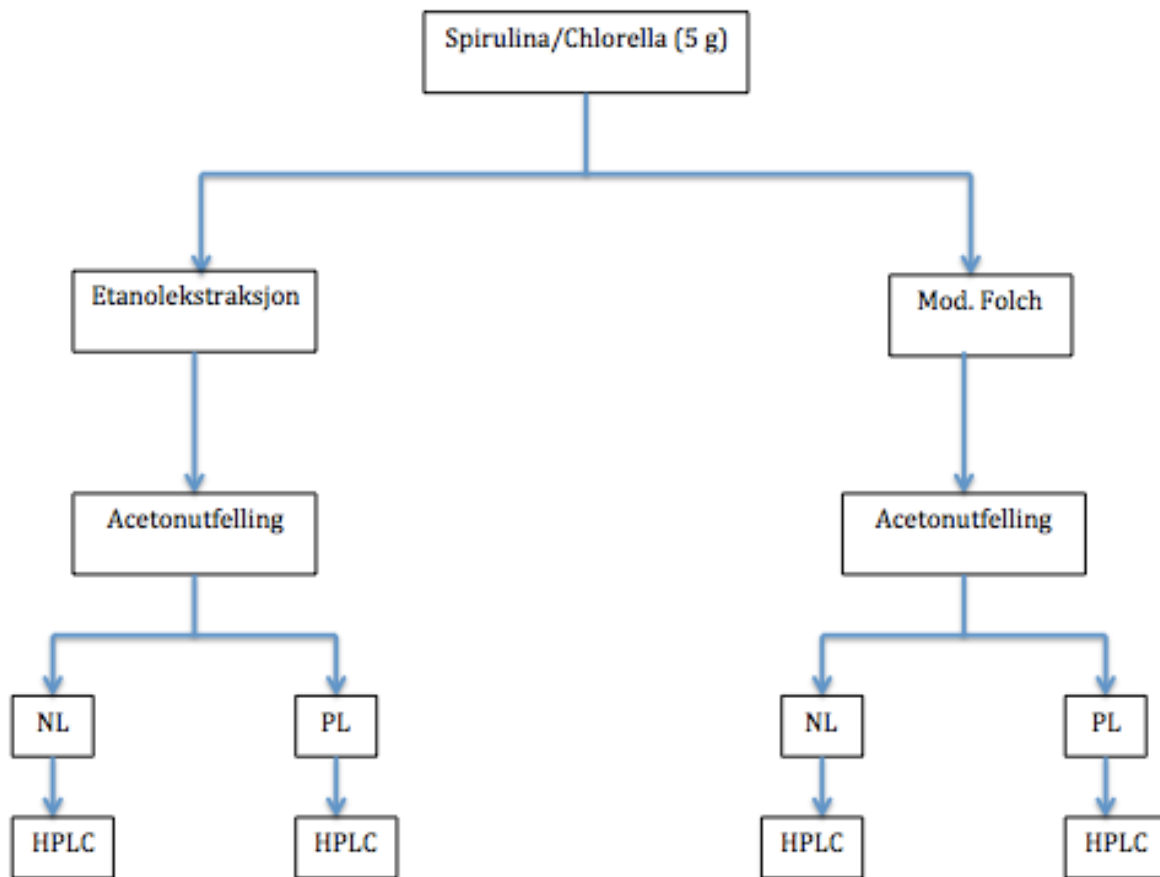 Spirulina/Chlorella (5 g)
Etanolekstraksjon
Mod. Folch
Acetonutfelling
Acetonutfelling
NL
PL
NL
PL
HPLC
HPLC
HPLC
HPLC